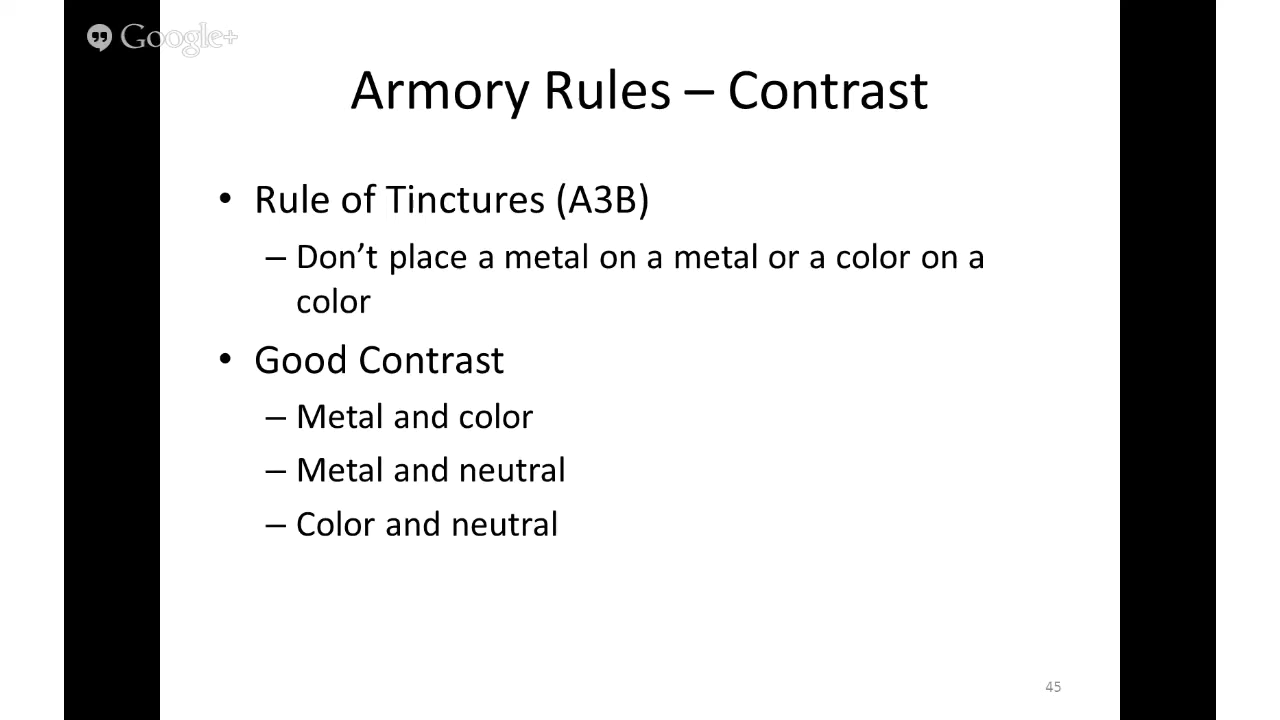 Google+
Armory Rules – Contrast
• Rule of Tinctures (A3B)
– Don’t place a metal on a metal or a color on a
color
• Good Contrast
– Metal and color
– Metal and neutral
– Color and neutral
45